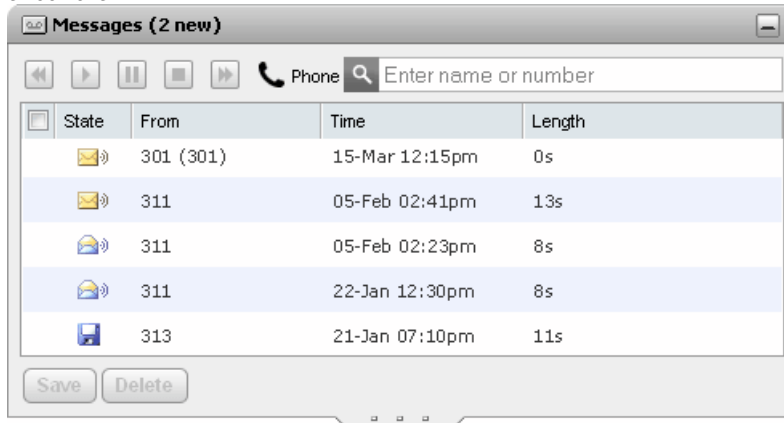 Messages (2 new)
Phone Enter name or number
State From Time Length
301 (301) 15-Mar 12:15pm 0s
311 05-Feb 02:41pm 13s
311 05-Feb 02:23pm 8s
311 22-Jan 12:30pm 8s
313 21-Jan 07:10pm 11s
Save Delete